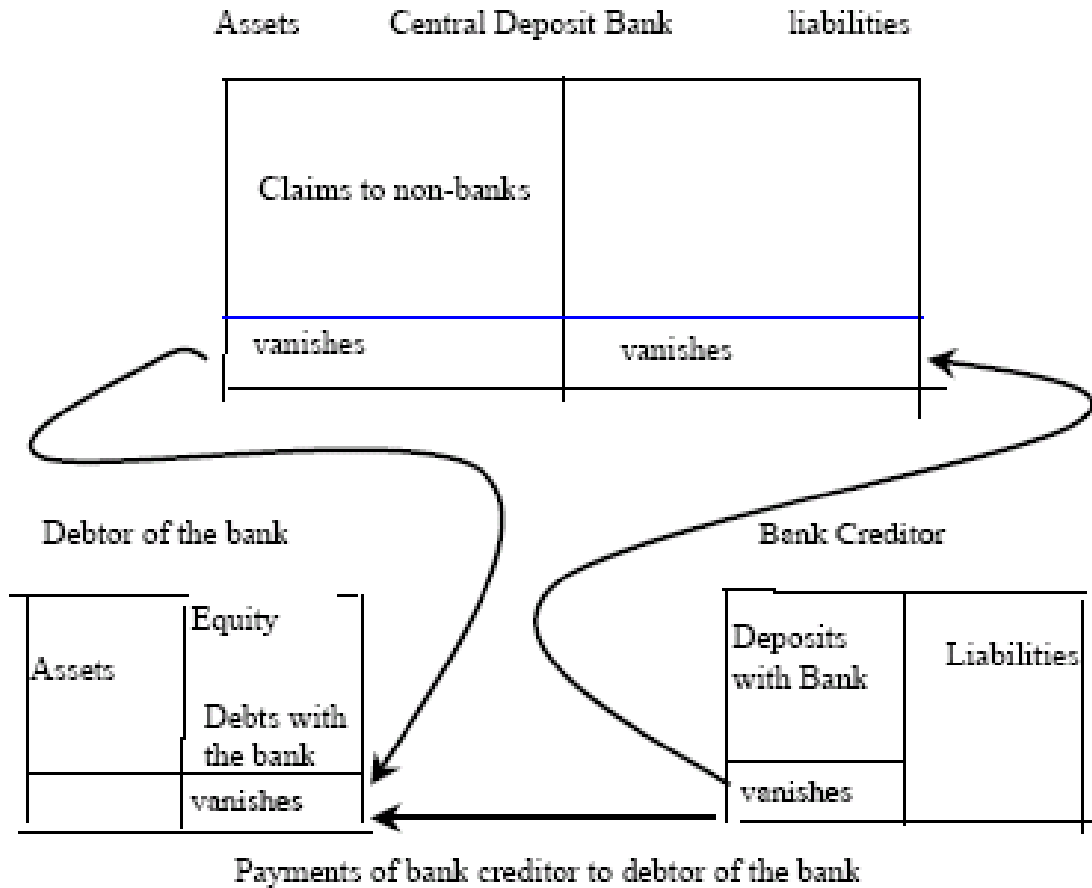 Assets Central Deposit Bank liabilities
Claims to non-banks
vanishes vanishes
Debtor of the bank
Bank Creditor
Equity
Assets
Debts with
the bank
vanishes
Deposits
with Bank
Liabilities
vanishes
Payments of bank creditor to debtor of the bank